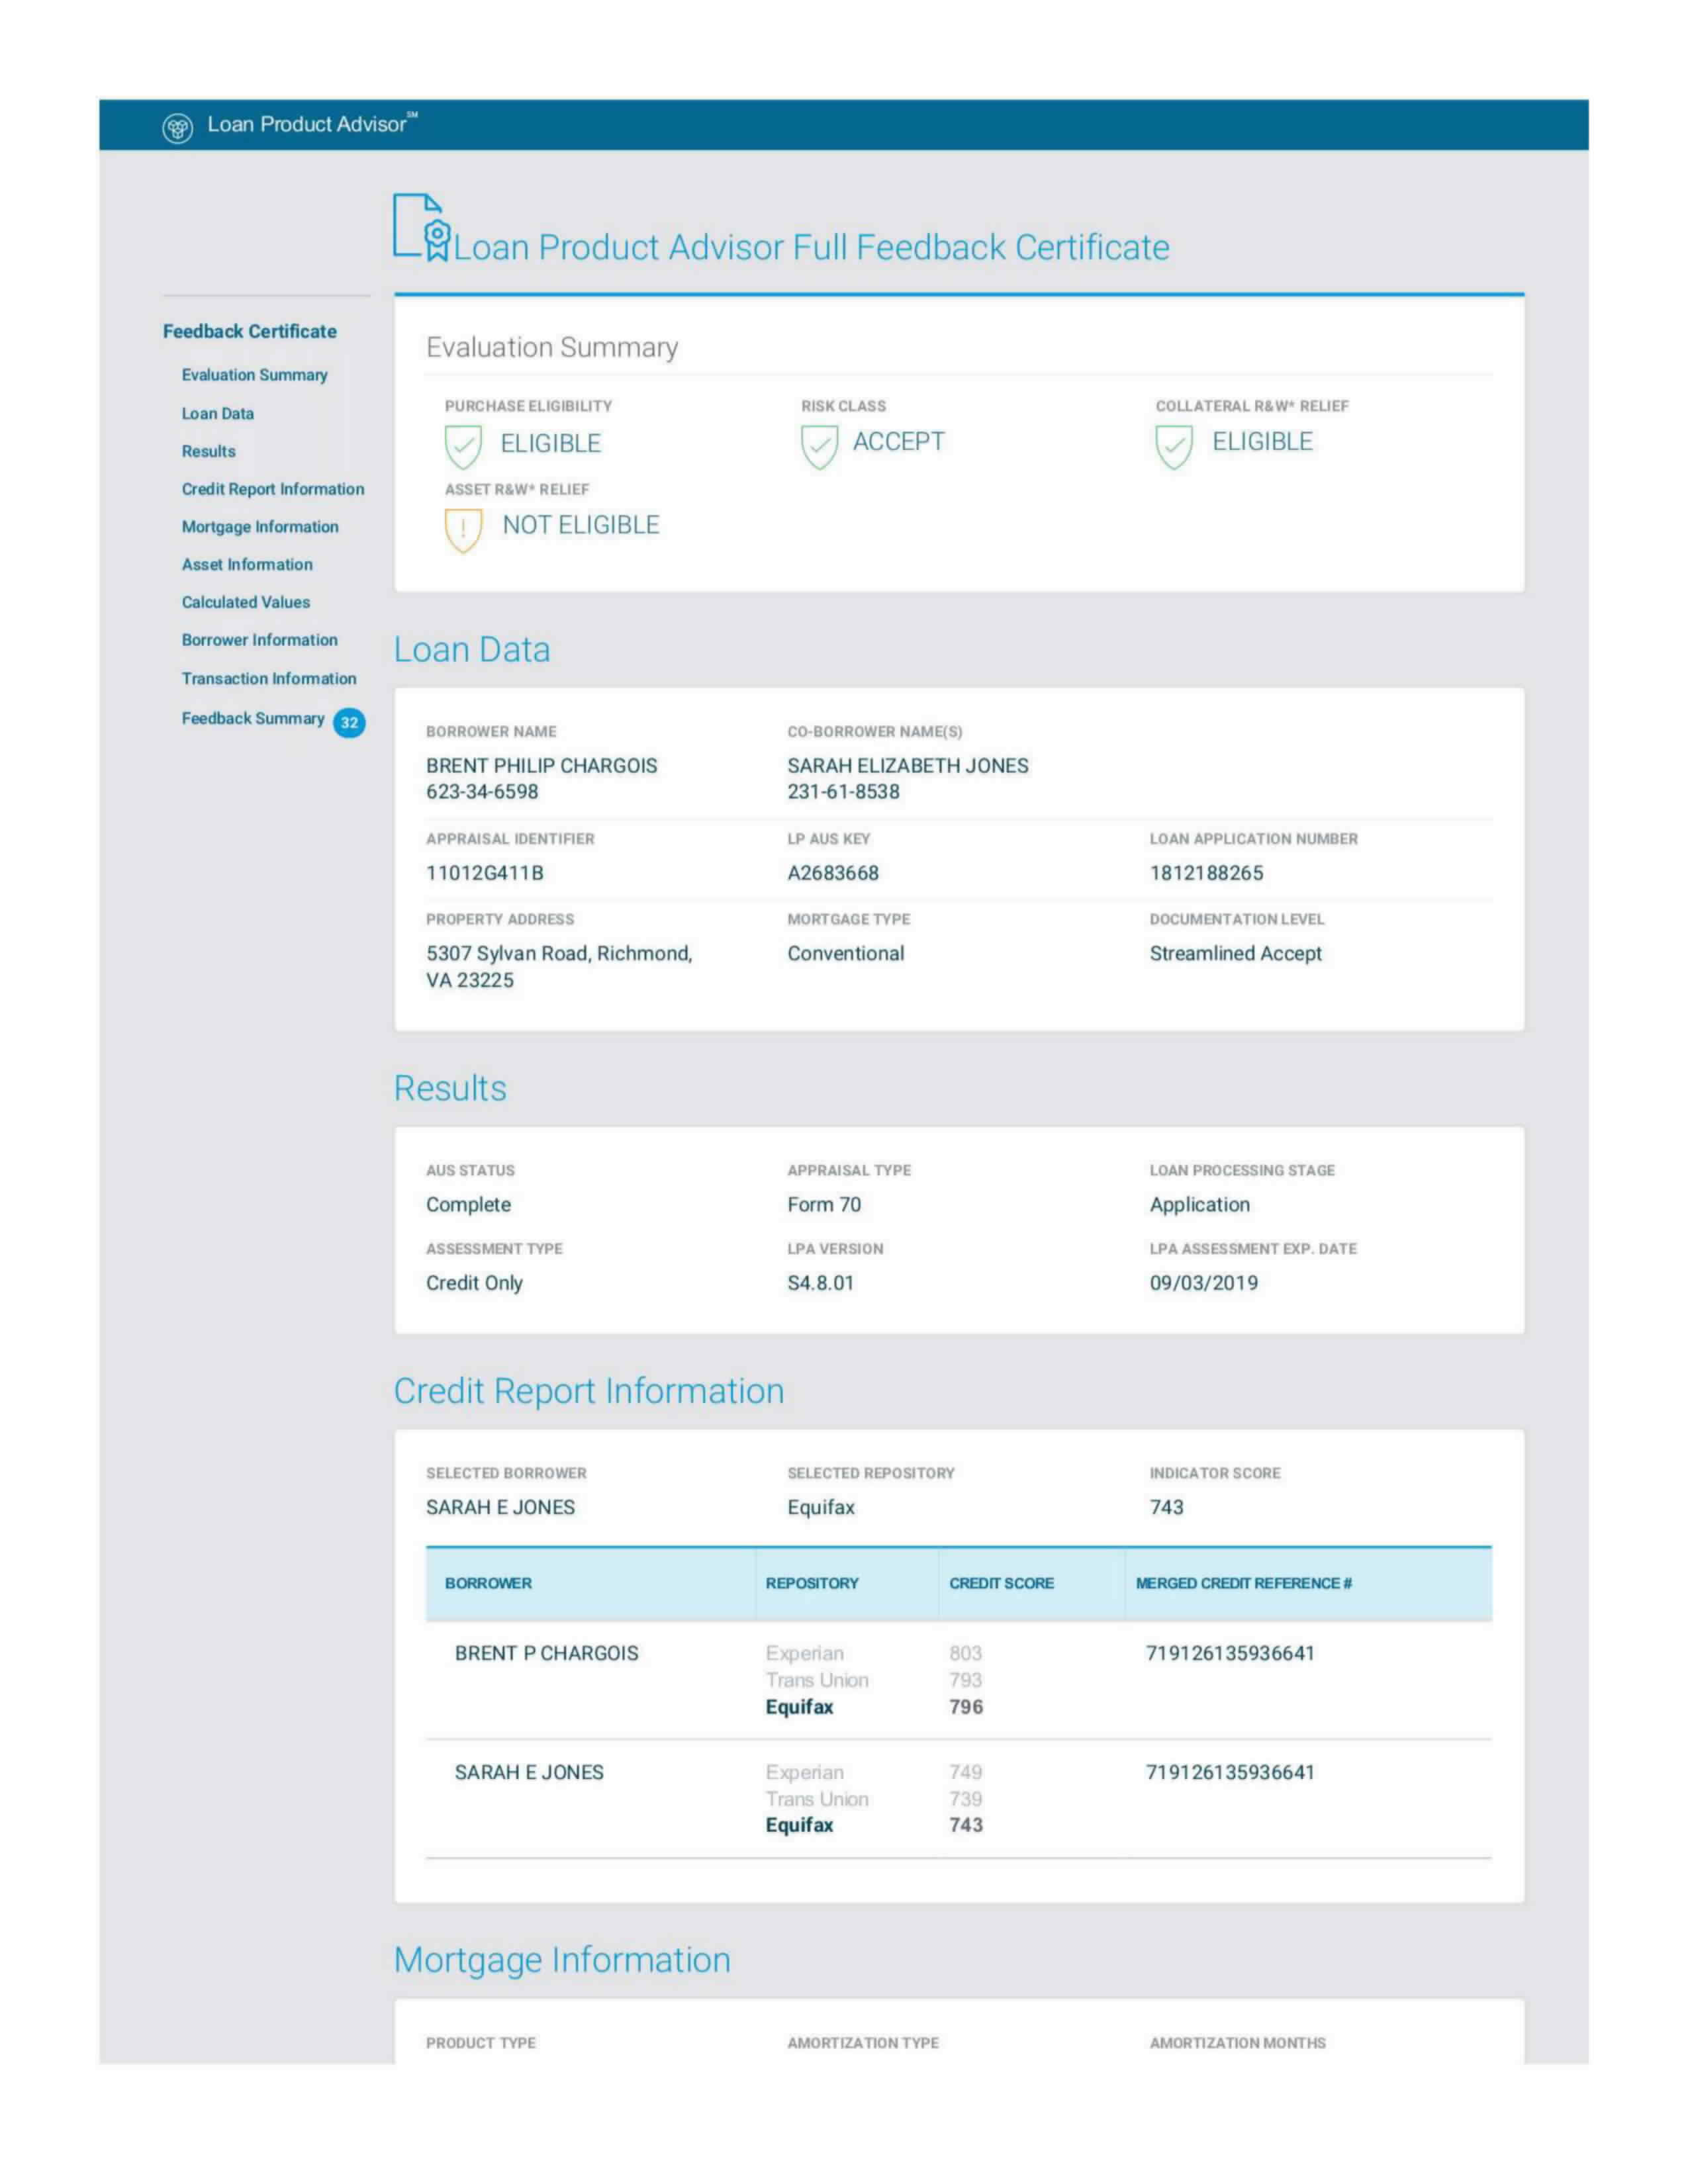 Loan Product Advisor℠
Loan Product Advisor Full Feedback Certificate
Feedback Certificate
Evaluation Summary
Loan Data
Results
Credit Report Information
Mortgage Information
Asset Information
Calculated Values
Borrower Information
Transaction Information
Feedback Summary 32
Evaluation Summary
PURCHASE ELIGIBILITY RISK CLASS COLLATERAL R&W* RELIEF
ELIGIBLE ACCEPT ELIGIBLE
ASSET R&W* RELIEF
! NOT ELIGIBLE
Loan Data
BORROWER NAME CO-BORROWER NAME(S)
BRENT PHILIP CHARGOIS SARAH ELIZABETH JONES
623-34-6598 231-61-8538
APPRAISAL IDENTIFIER LP AUS KEY LOAN APPLICATION NUMBER
11012G411B A2683668 1812188265
PROPERTY ADDRESS MORTGAGE TYPE DOCUMENTATION LEVEL
5307 Sylvan Road, Richmond, Conventional Streamlined Accept
VA 23225
Results
AUS STATUS APPRAISAL TYPE LOAN PROCESSING STAGE
Complete Form 70 Application
ASSESSMENT TYPE LPA VERSION LPA ASSESSMENT EXP. DATE
Credit Only S4.8.01 09/03/2019
Credit Report Information
SELECTED BORROWER SELECTED REPOSITORY INDICATOR SCORE
SARAH E JONES Equifax 743
BORROWER REPOSITORY CREDIT SCORE MERGED CREDIT REFERENCE #
BRENT P CHARGOIS Experian 803 719126135936641
Trans Union 793
Equifax 796
SARAH E JONES Experian 749 719126135936641
Trans Union 739
Equifax 743
Mortgage Information
PRODUCT TYPE AMORTIZATION TYPE AMORTIZATION MONTHS